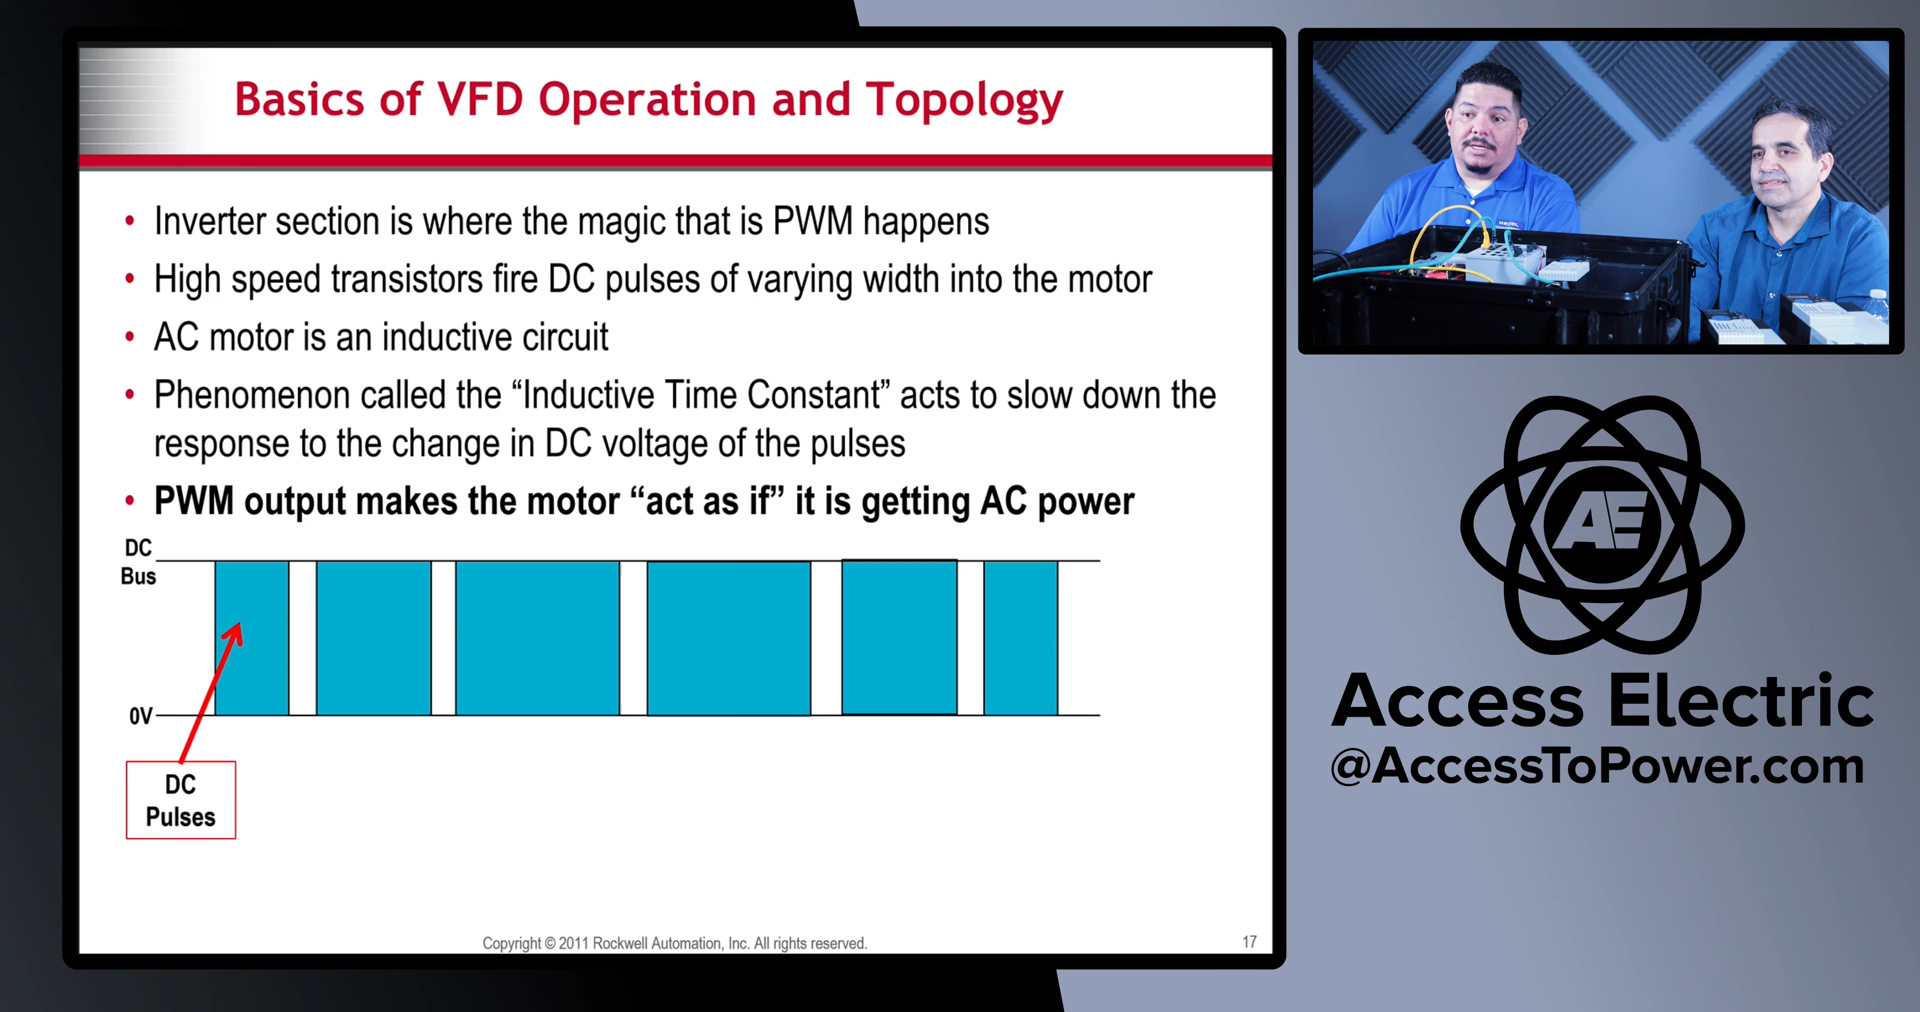 Basics of VFD Operation and Topology
• Inverter section is where the magic that is PWM happens
• High speed transistors fire DC pulses of varying width into the motor
• AC motor is an inductive circuit
• Phenomenon called the “Inductive Time Constant” acts to slow down the
response to the change in DC voltage of the pulses
• PWM output makes the motor “act as if” it is getting AC power
DC
Bus
0V
DC
Pulses
Copyright © 2011 Rockwell Automation, Inc. All rights reserved.
17
AE
Access Electric
@AccessToPower.com